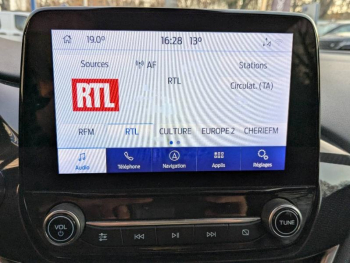 19.0° 16:28 13°
Sources AF Stations
RTL Circulat. (TA)
RTL
RFM RTL CULTURE EUROPE 2 CHERIEFM
Audio Téléphone Navigation Applis Réglages
VOL TUNE